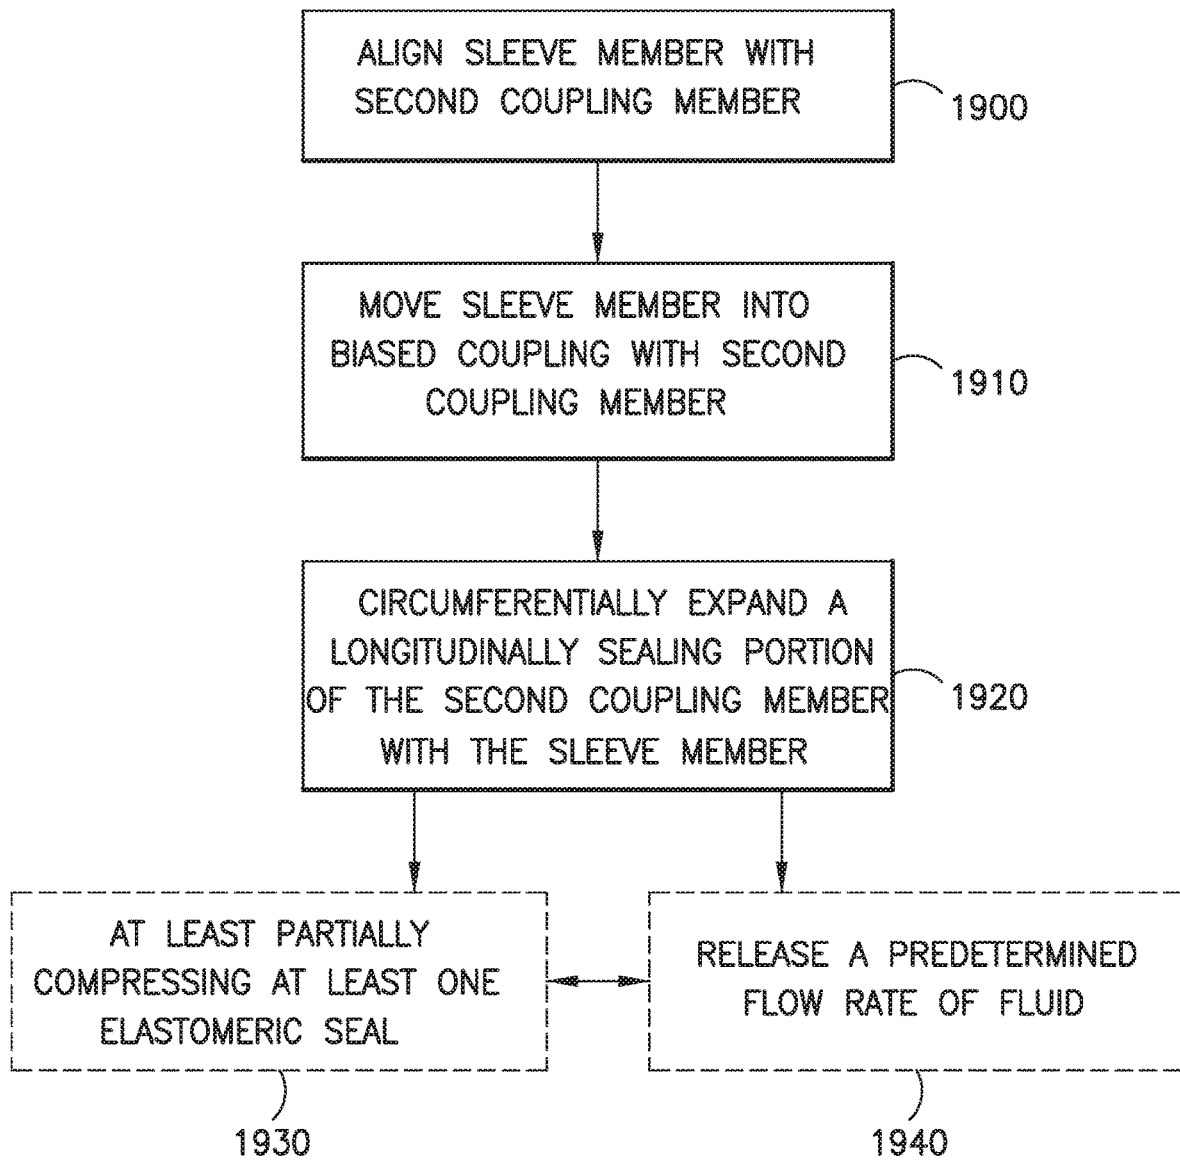 ALIGN SLEEVE MEMBER WITH
SECOND COUPLING MEMBER
1900
MOVE SLEEVE MEMBER INTO
BIASED COUPLING WITH SECOND
COUPLING MEMBER
1910
CIRCUMFERENTIALLY EXPAND A
LONGITUDINALLY SEALING PORTION
OF THE SECOND COUPLING MEMBER
WITH THE SLEEVE MEMBER
1920
AT LEAST PARTIALLY
COMPRESSING AT LEAST ONE
ELASTOMERIC SEAL
1930
RELEASE A PREDETERMINED
FLOW RATE OF FLUID
1940